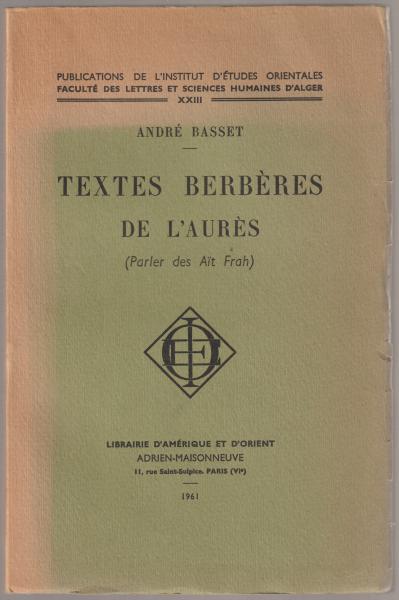 PUBLICATIONS DE L'INSTITUT D'ÉTUDES ORIENTALES
FACULTÉ DES LETTRES ET SCIENCES HUMAINES D'ALGER
XXIII
ANDRÉ BASSET
TEXTES BERBÈRES
DE L'AURÈS
(Parler des Aït Fraḥ)
LIBRAIRIE D'AMÉRIQUE ET D'ORIENT
ADRIEN-MAISONNEUVE
11, rue Saint-Sulpice. PARIS (VIe)
1961